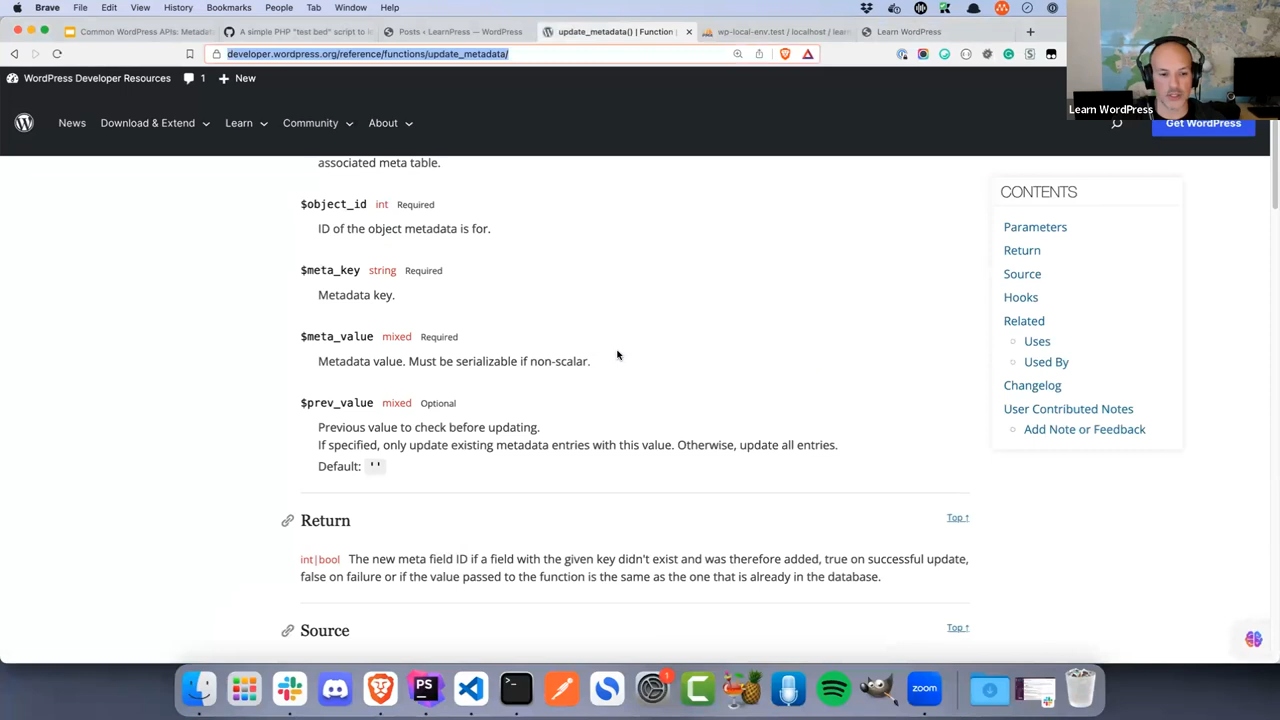 Brave File Edit View History Bookmarks People Tab Window Help
Common WordPress APIs: Metadat
A simple PHP "test bed" script to lo
Posts ‹ LearnPress — WordPress
update_metadata() | Function |
wp-local-env.test / localhost / learn
Learn WordPress
developer.wordpress.org/reference/functions/update_metadata/
WordPress Developer Resources 1 New
Learn WordPress
News Download & Extend Learn Community About Get WordPress
associated meta table.
$object_id int Required
ID of the object metadata is for.
$meta_key string Required
Metadata key.
$meta_value mixed Required
Metadata value. Must be serializable if non-scalar.
$prev_value mixed Optional
Previous value to check before updating.
If specified, only update existing metadata entries with this value. Otherwise, update all entries.
Default: ''
Return Top ↑
int|bool The new meta field ID if a field with the given key didn't exist and was therefore added, true on successful update,
false on failure or if the value passed to the function is the same as the one that is already in the database.
Source Top ↑
CONTENTS
Parameters
Return
Source
Hooks
Related
Uses
Used By
Changelog
User Contributed Notes
Add Note or Feedback
PS
1
zoom